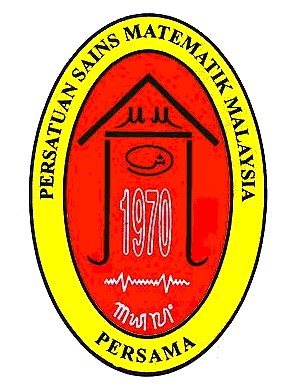 PERSATUAN SAINS MATEMATIK MALAYSIA
μ μ
ش
1970
PERSAMA